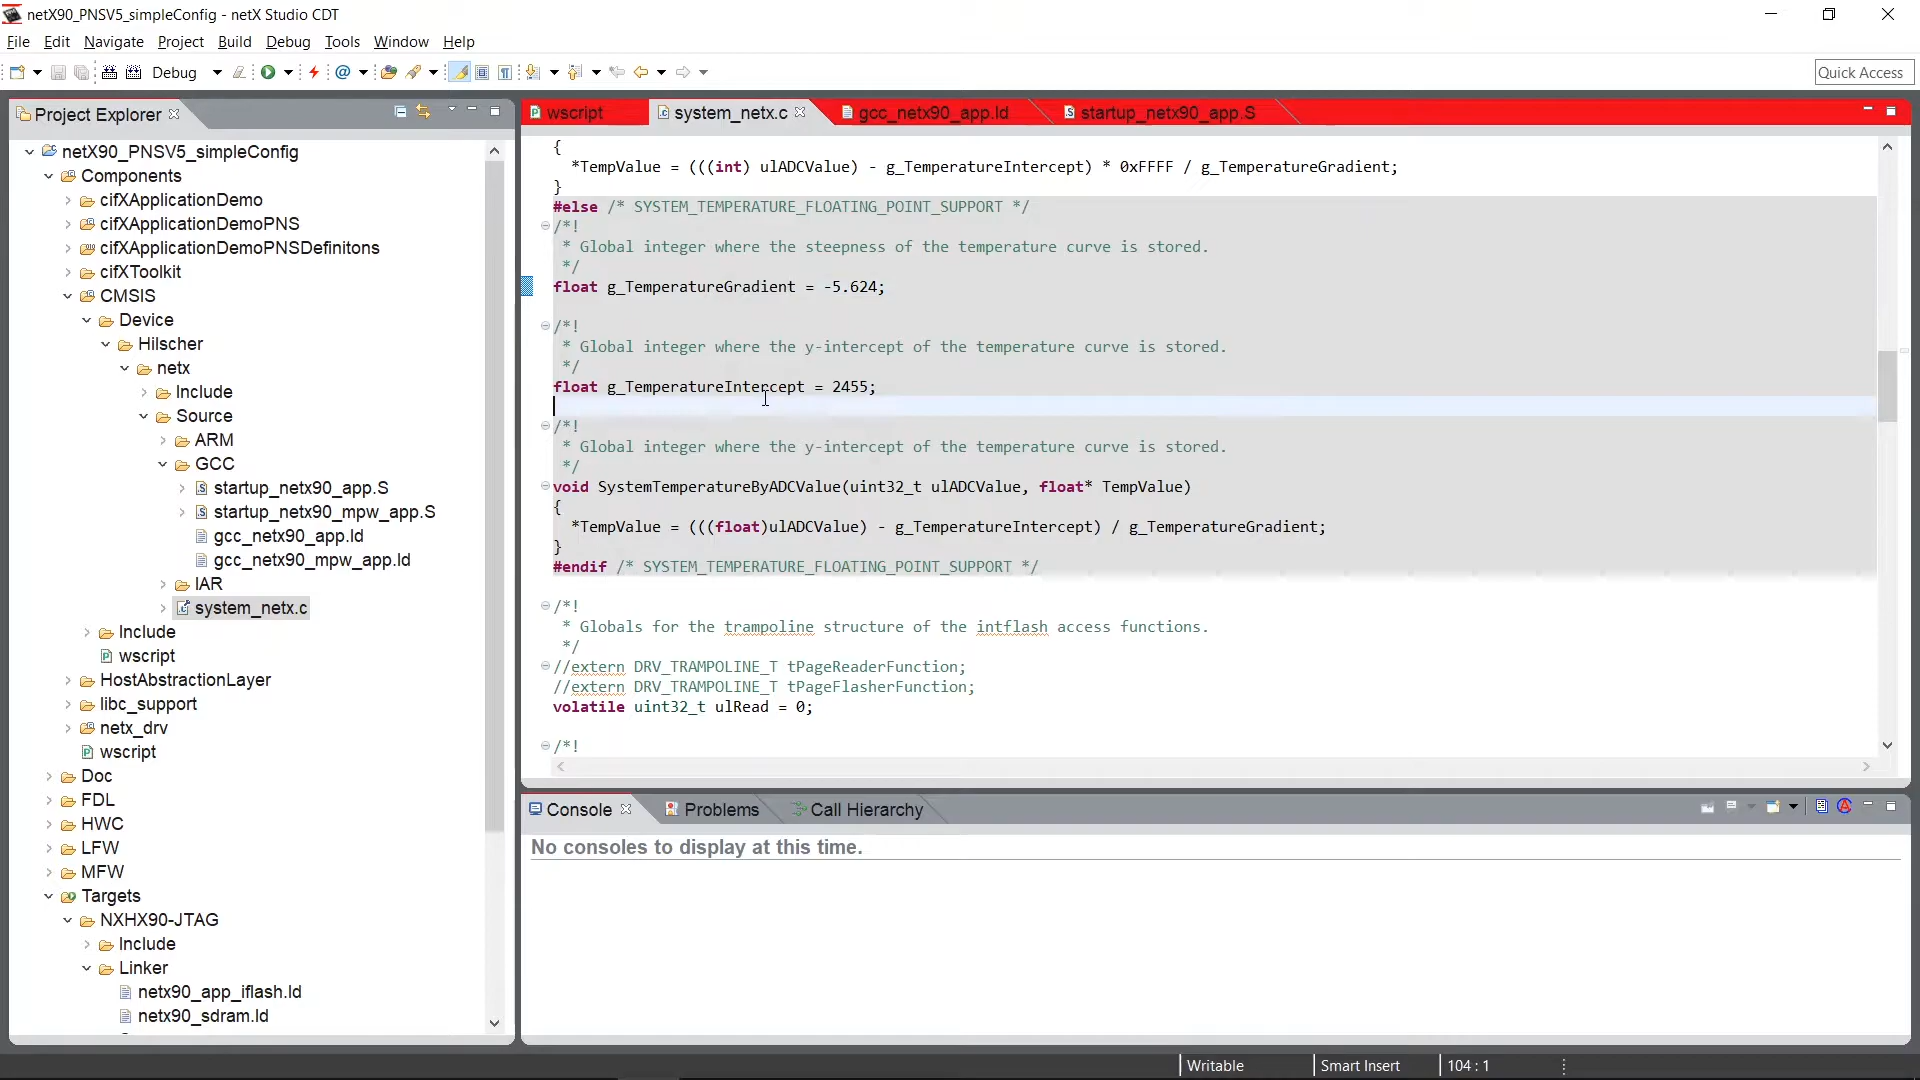 netX90_PNSV5_simpleConfig - netX Studio CDT
File Edit Navigate Project Build Debug Tools Window Help
Debug
Quick Access
Project Explorer
netX90_PNSV5_simpleConfig
Components
cifXApplicationDemo
cifXApplicationDemoPNS
cifXApplicationDemoPNSDefinitons
cifXToolkit
CMSIS
Device
Hilscher
netx
Include
Source
ARM
GCC
startup_netx90_app.S
startup_netx90_mpw_app.S
gcc_netx90_app.ld
gcc_netx90_mpw_app.ld
IAR
system_netx.c
Include
wscript
HostAbstractionLayer
libc_support
netx_drv
wscript
Doc
FDL
HWC
LFW
MFW
Targets
NXHX90-JTAG
Include
Linker
netx90_app_iflash.ld
netx90_sdram.ld
wscript system_netx.c gcc_netx90_app.ld startup_netx90_app.S
{
*TempValue = (((int) ulADCValue) - g_TemperatureIntercept) * 0xFFFF / g_TemperatureGradient;
}
#else /* SYSTEM_TEMPERATURE_FLOATING_POINT_SUPPORT */
/*!
* Global integer where the steepness of the temperature curve is stored.
*/
float g_TemperatureGradient = -5.624;
/*!
* Global integer where the y-intercept of the temperature curve is stored.
*/
float g_TemperatureIntercept = 2455;
/*!
* Global integer where the y-intercept of the temperature curve is stored.
*/
void SystemTemperatureByADCValue(uint32_t ulADCValue, float* TempValue)
{
*TempValue = (((float)ulADCValue) - g_TemperatureIntercept) / g_TemperatureGradient;
}
#endif /* SYSTEM_TEMPERATURE_FLOATING_POINT_SUPPORT */
/*!
* Globals for the trampoline structure of the intflash access functions.
*/
//extern DRV_TRAMPOLINE_T tPageReaderFunction;
//extern DRV_TRAMPOLINE_T tPageFlasherFunction;
volatile uint32_t ulRead = 0;
/*!
Console Problems Call Hierarchy
No consoles to display at this time.
Writable Smart Insert 104 : 1